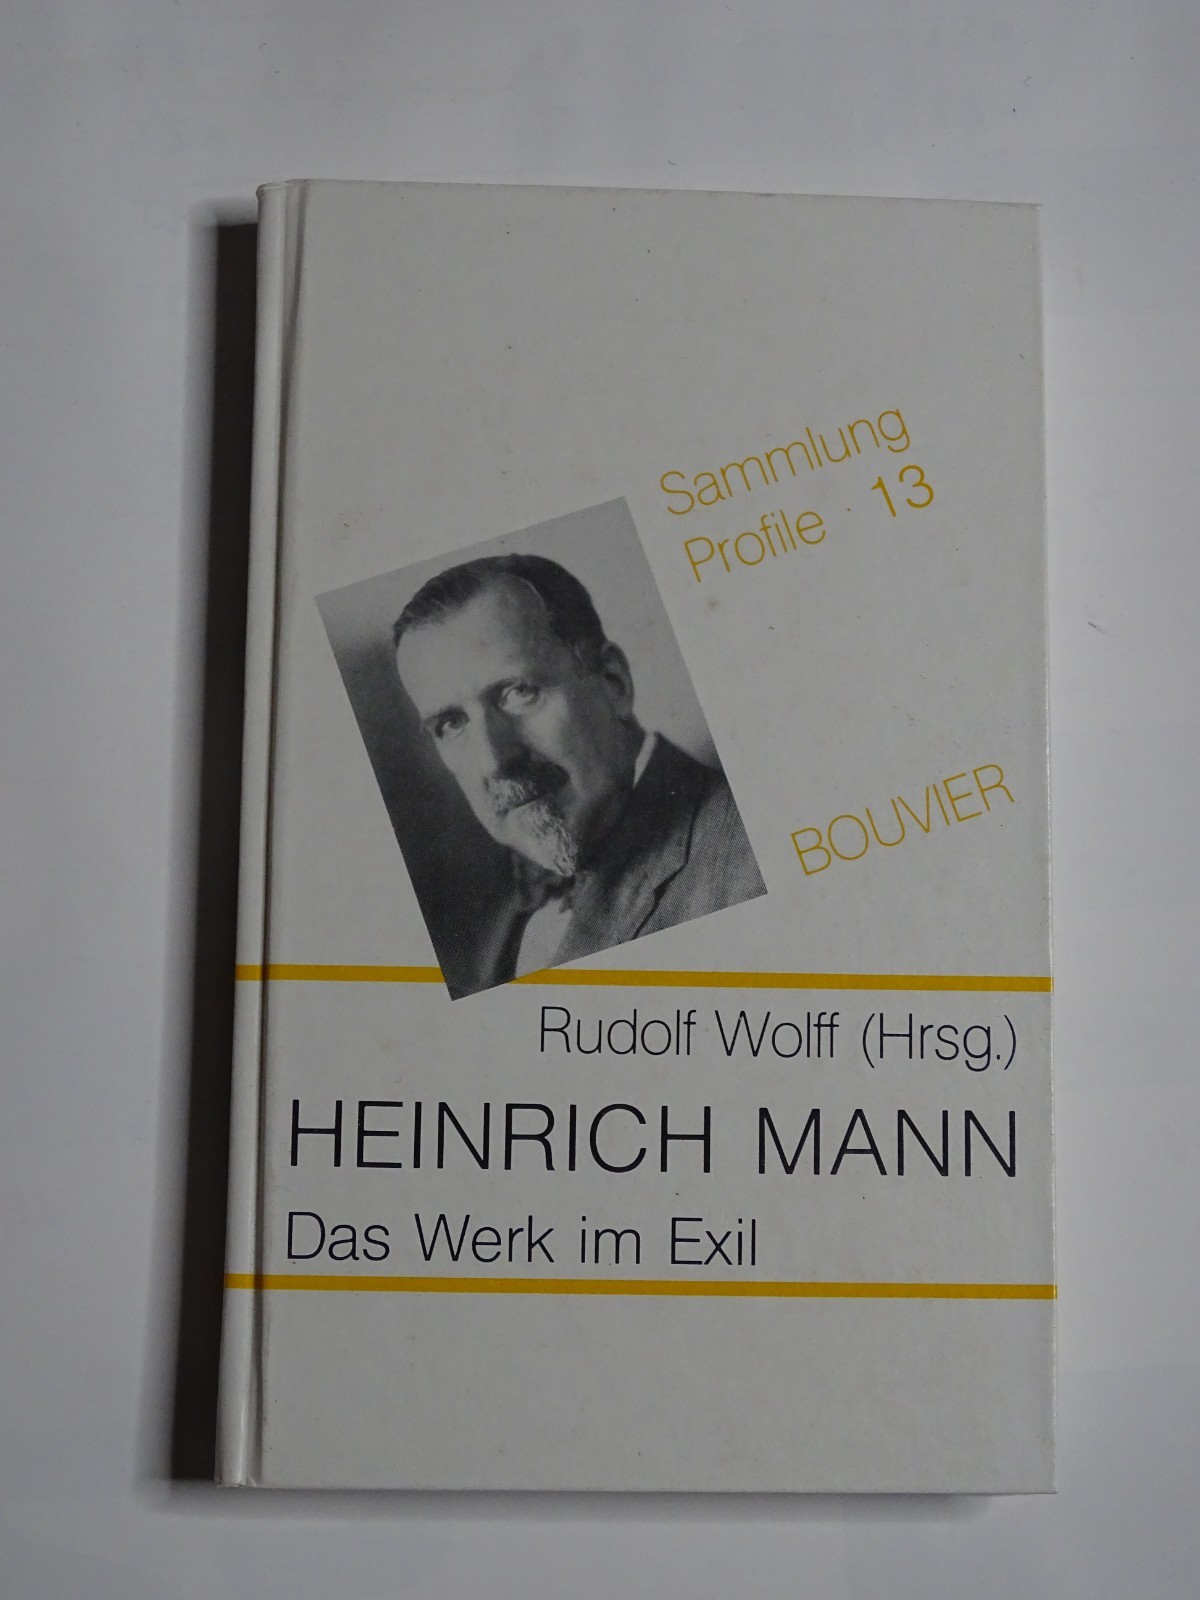 Sammlung
Profile · 13
BOUVIER
Rudolf Wolff (Hrsg.)
HEINRICH MANN
Das Werk im Exil